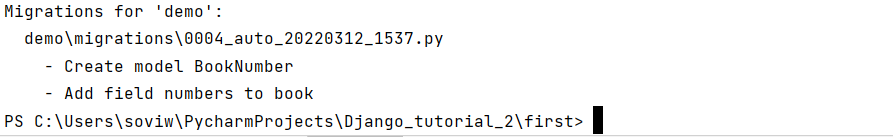 Migrations for 'demo':
  demo\migrations\0004_auto_20220312_1537.py
    - Create model BookNumber
    - Add field numbers to book
PS C:\Users\soviw\PycharmProjects\Django_tutorial_2\first>